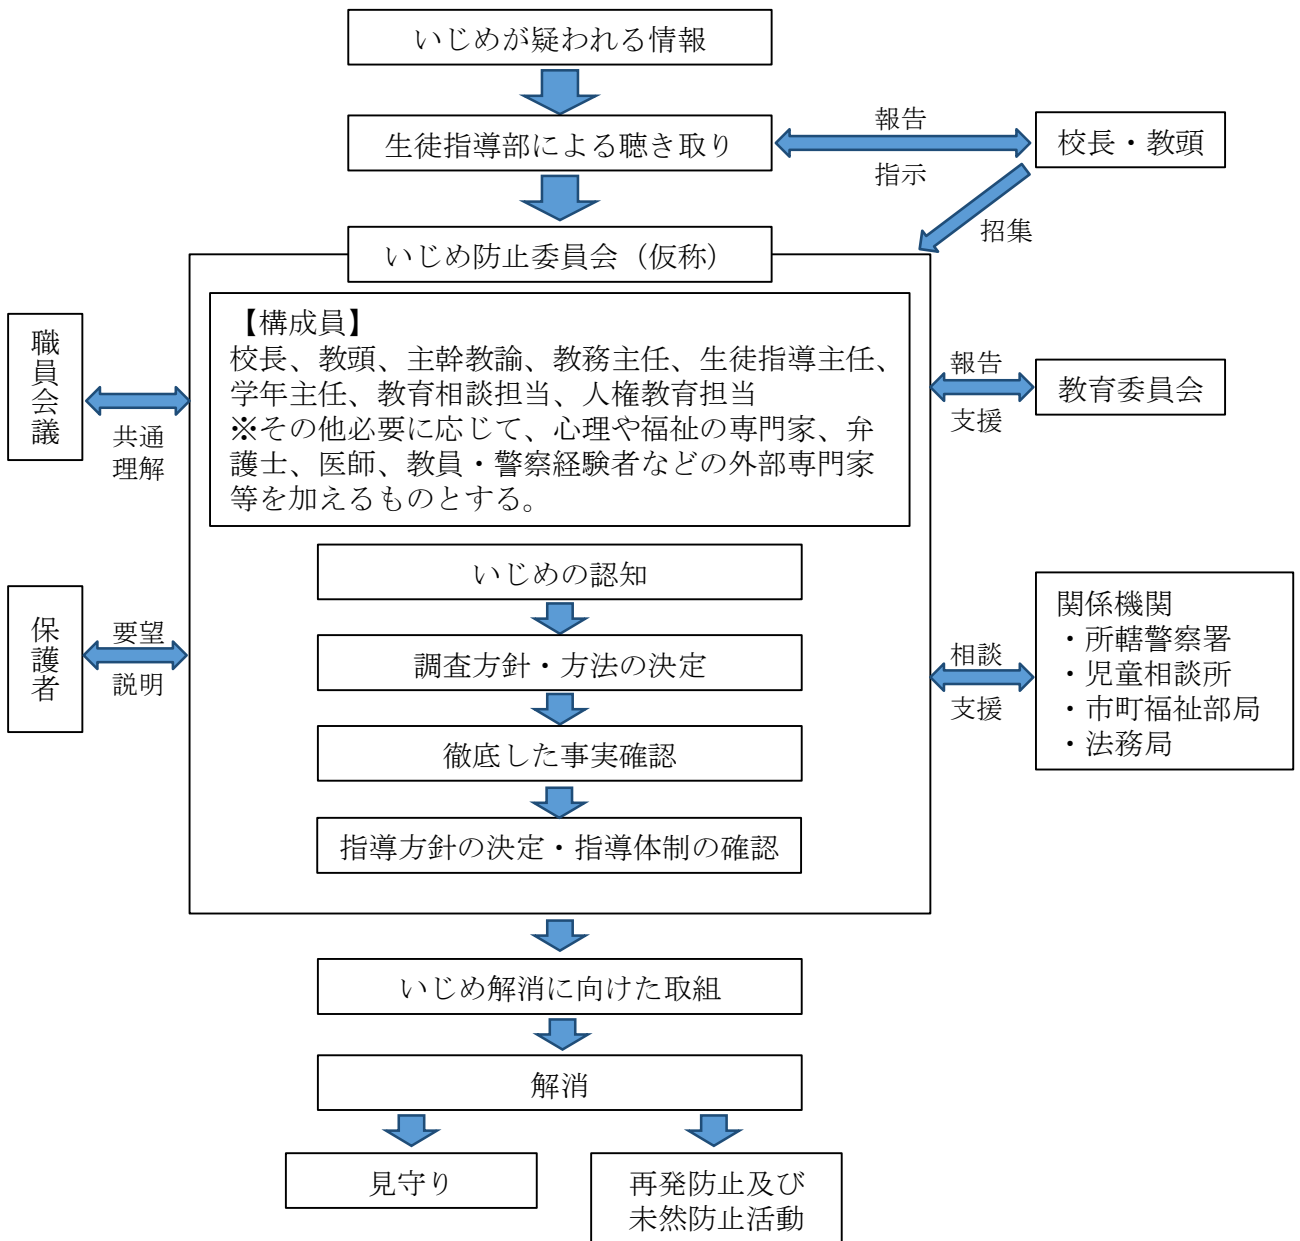 いじめが疑われる情報
生徒指導部による聴き取り
報告
指示
校長・教頭
招集
いじめ防止委員会（仮称）
【構成員】
校長、教頭、主幹教諭、教務主任、生徒指導主任、
学年主任、教育相談担当、人権教育担当
※その他必要に応じて、心理や福祉の専門家、弁
護士、医師、教員・警察経験者などの外部専門家
等を加えるものとする。
職員会議
共通
理解
報告
支援
教育委員会
いじめの認知
調査方針・方法の決定
徹底した事実確認
指導方針の決定・指導体制の確認
保護者
要望
説明
相談
支援
関係機関
・所轄警察署
・児童相談所
・市町福祉部局
・法務局
いじめ解消に向けた取組
解消
見守り
再発防止及び
未然防止活動